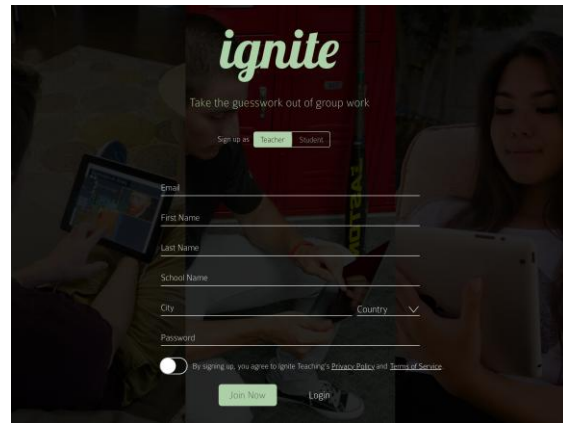 ignite
Take the guesswork out of group work
Sign up as Teacher Student
Email
First Name
Last Name
School Name
City Country
Password
By signing up, you agree to Ignite Teaching's Privacy Policy and Terms of Service
Join Now Login